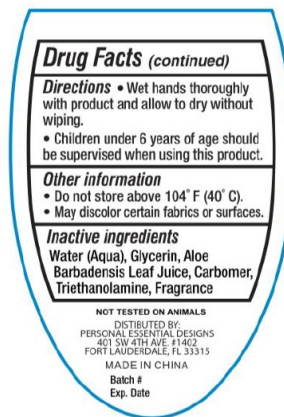 Drug Facts (continued)
Directions • Wet hands thoroughly
with product and allow to dry without
wiping.
• Children under 6 years of age should
be supervised when using this product.
Other information
• Do not store above 104° F (40° C).
• May discolor certain fabrics or surfaces.
Inactive ingredients
Water (Aqua), Glycerin, Aloe
Barbadensis Leaf Juice, Carbomer,
Triethanolamine, Fragrance
NOT TESTED ON ANIMALS
DISTIBUTED BY:
PERSONAL ESSENTIAL DESIGNS
401 SW 4TH AVE. #1402
FORT LAUDERDALE, FL 33315
MADE IN CHINA
Batch #
Exp. Date